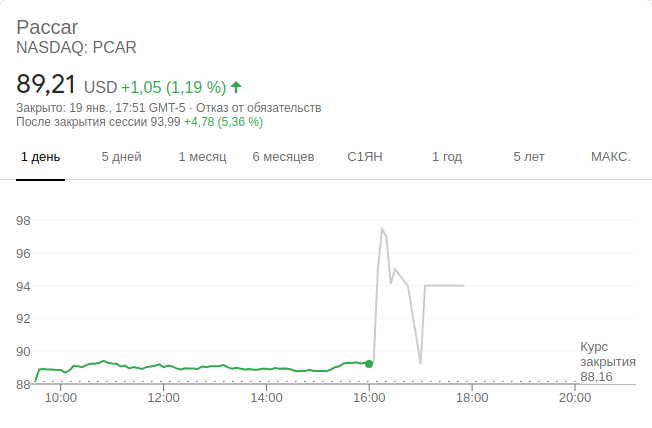 Paccar
NASDAQ: PCAR
89,21 USD +1,05 (1,19 %)
Закрыто: 19 янв., 17:51 GMT-5 · Отказ от обязательств
После закрытия сессии 93,99 +4,78 (5,36 %)
1 день 5 дней 1 месяц 6 месяцев С1ЯН 1 год 5 лет МАКС.
98
96
94
92
90
88
Курс
закрытия
88,16
10:00 12:00 14:00 16:00 18:00 20:00